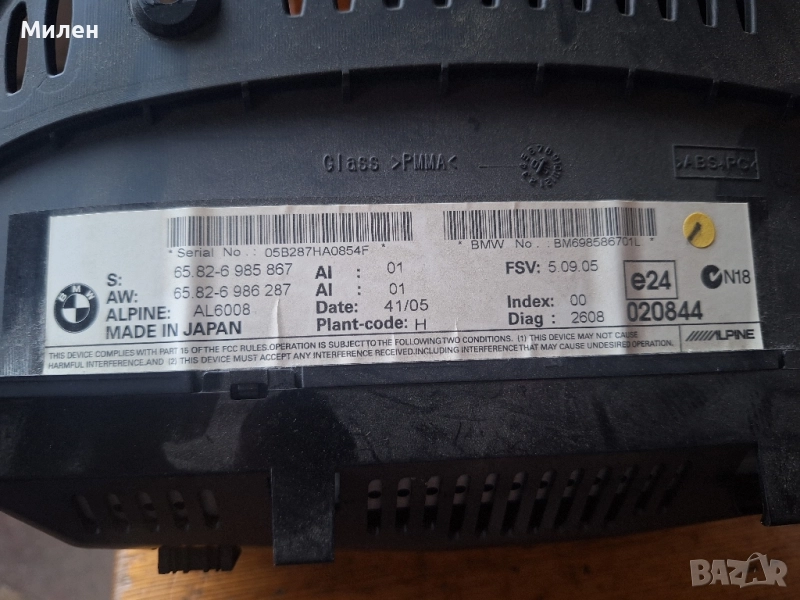 Милен
Glass >PMMA<
>ABS+PC<
* Serial No. : 05B287HA0854F *
* BMW No. : BM698586701L *
BMW
S: 65.82-6 985 867 AI : 01 FSV: 5.09.05
AW: 65.82-6 986 287 AI : 01
e24 N18
ALPINE: AL6008 Date: 41/05 Index: 00
020844
MADE IN JAPAN Plant-code: H Diag : 2608
ALPINE
THIS DEVICE COMPLIES WITH PART 15 OF THE FCC RULES.OPERATION IS SUBJECT TO THE FOLLOWING TWO CONDITIONS. (1) THIS DEVICE MAY NOT CAUSE
HARMFUL INTERFERENCE.AND (2) THIS DEVICE MUST ACCEPT ANY INTERFERENCE RECEIVED.INCLUDING INTERFERENCE THAT MAY CAUSE UNDESIRED OPERATION.
BAZAR